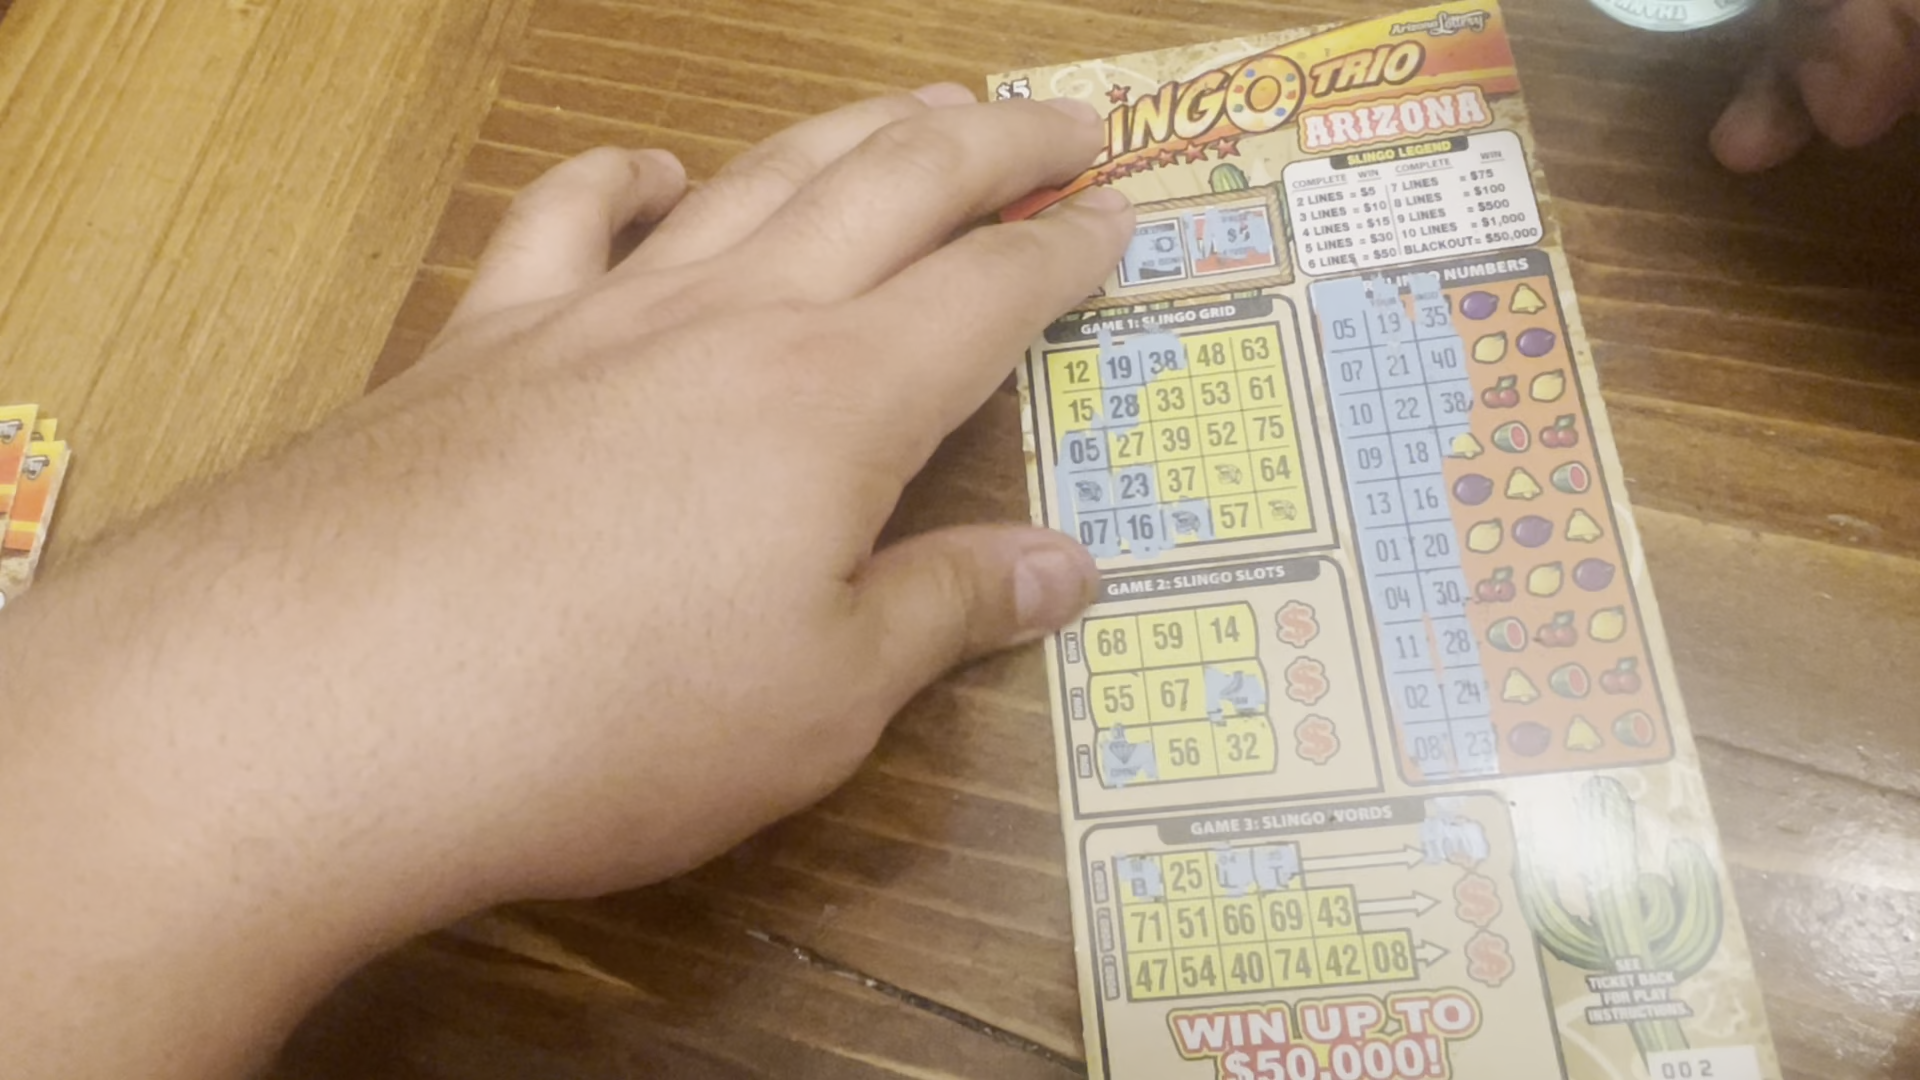 Arizona Lottery
$5
LINGO TRIO
ARIZONA
SLINGO LEGEND
COMPLETE WIN COMPLETE WIN
2 LINES = $5 7 LINES = $75
3 LINES = $10 8 LINES = $100
4 LINES = $15 9 LINES = $500
5 LINES = $30 10 LINES = $1,000
6 LINES = $50 BLACKOUT = $50,000
$5
GAME 1: SLINGO GRID
12 19 38 48 63
15 28 33 53 61
05 27 39 52 75
23 37 64
07 16 57
NUMBERS
05 19 35
07 21 40
10 22 38
09 18
13 16
01 20
04 30
11 28
02 24
08 23
GAME 2: SLINGO SLOTS
68 59 14 $
55 67 $
56 32 $
GAME 3: SLINGO WORDS
25
71 51 66 69 43 $
47 54 40 74 42 08 $
WIN UP TO
$50,000!
SEE
TICKET BACK
FOR PLAY
INSTRUCTIONS.
002